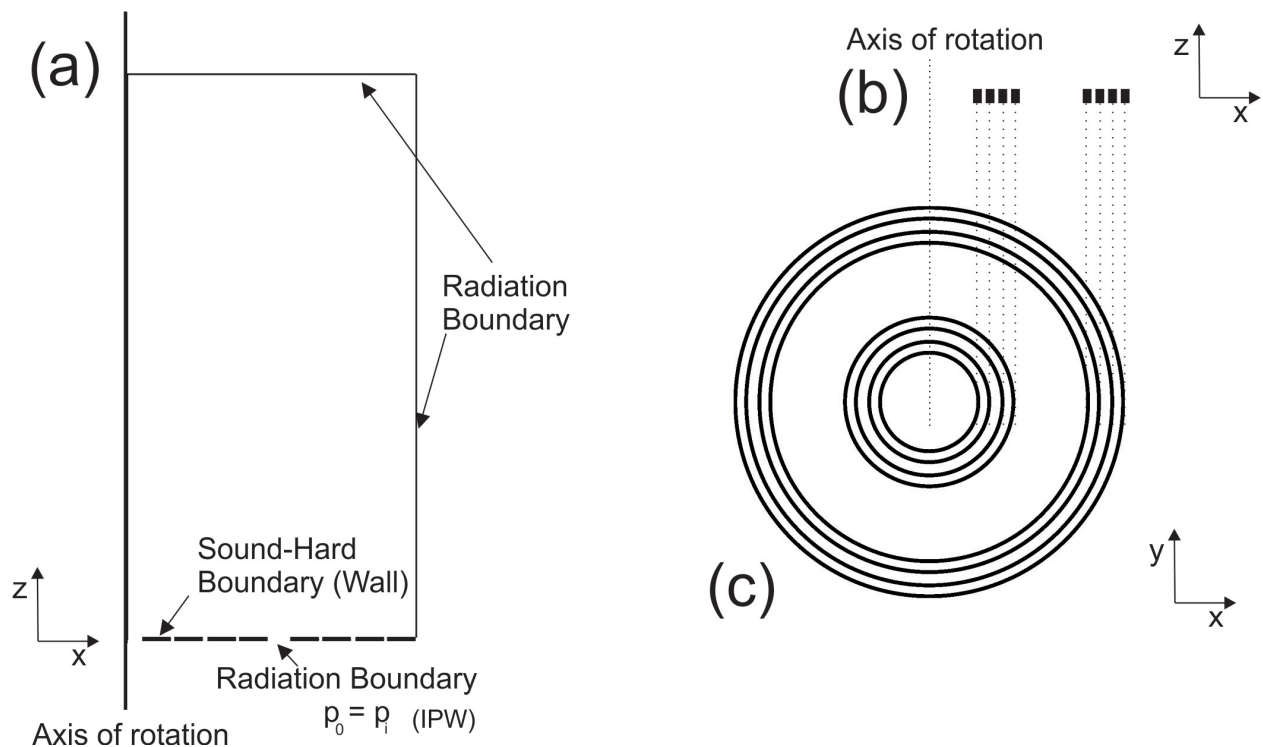 (a)
Radiation
Boundary
Sound-Hard
Boundary (Wall)
z
x
Radiation Boundary
p0 = pi (IPW)
Axis of rotation
Axis of rotation
(b)
z
x
(c)
y
x